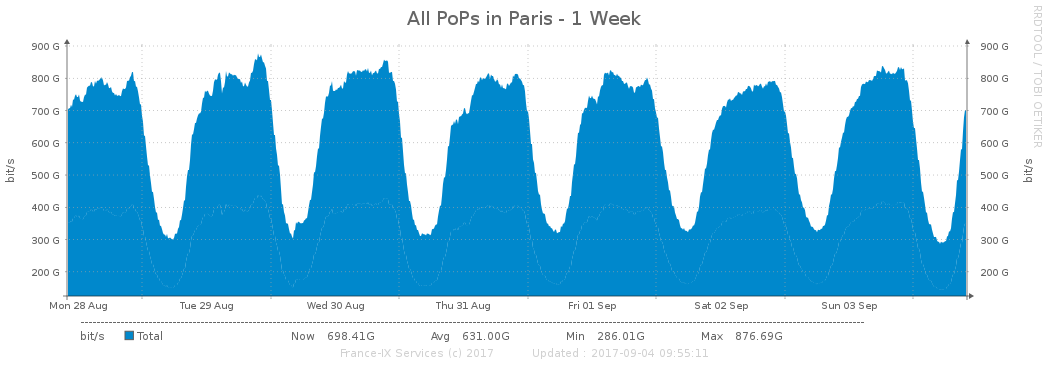 All PoPs in Paris - 1 Week
RRDTOOL / TOBI OETIKER
900 G 900 G
800 G 800 G
700 G 700 G
600 G 600 G
500 G 500 G
400 G 400 G
300 G 300 G
200 G 200 G
bit/s
bit/s
Mon 28 Aug Tue 29 Aug Wed 30 Aug Thu 31 Aug Fri 01 Sep Sat 02 Sep Sun 03 Sep
bit/s Total Now 698.41G Avg 631.00G Min 286.01G Max 876.69G
France-IX Services (c) 2017 Updated : 2017-09-04 09:55:11